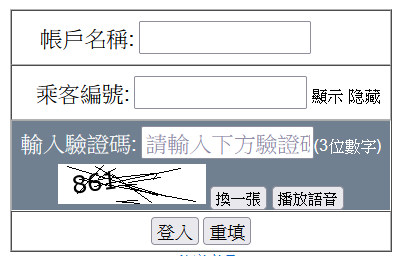 帳戶名稱:
乘客編號: 顯示 隐藏
輸入驗證碼: 請輸入下方驗證 (3位數字)
861 換一張 播放語音
登入 重填